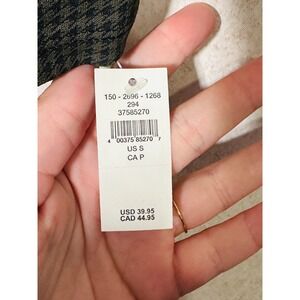 150 - 2696 - 1268
294
37585270
4 00375 85270 7
US S
CA P
USD 39.95
CAD 44.95